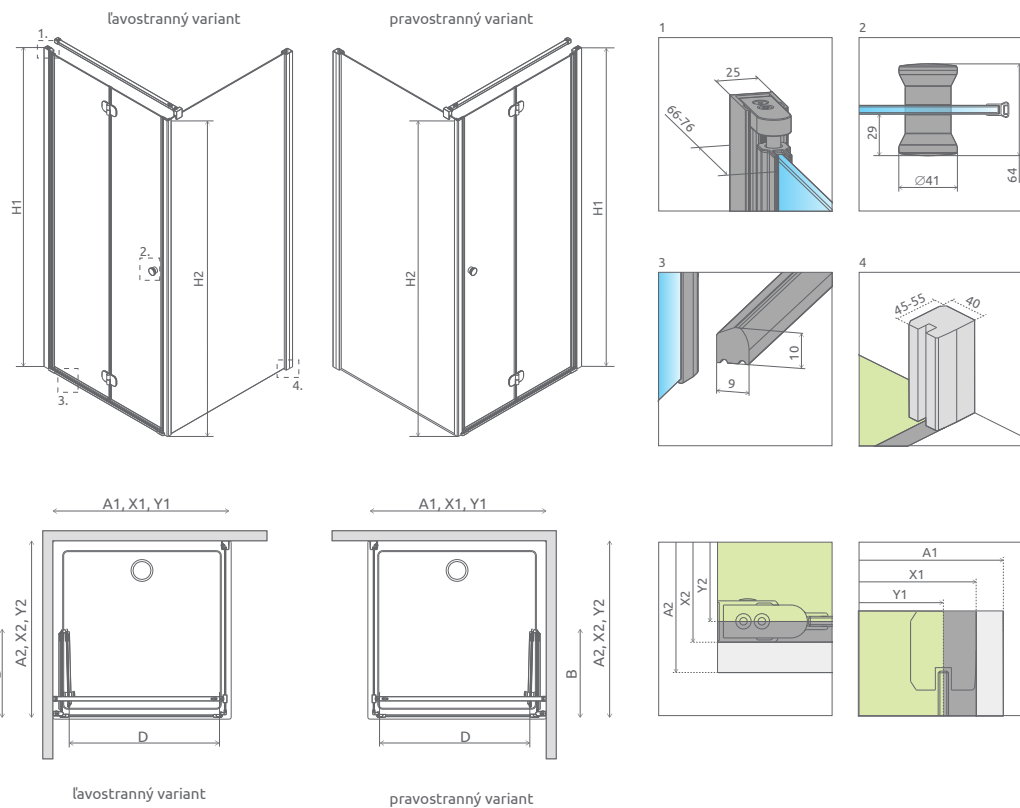 ľavostranný variant
pravostranný variant
1.
H1
2.
H2
3.
4.
H1
H2
1
25
66-76
2
29
Ø41
64
3
10
9
4
45-55
40
A1, X1, Y1
A2, X2, Y2
D
ľavostranný variant
A1, X1, Y1
A2, X2, Y2
B
D
pravostranný variant
A2
X2
Y2
A1
X1
Y1